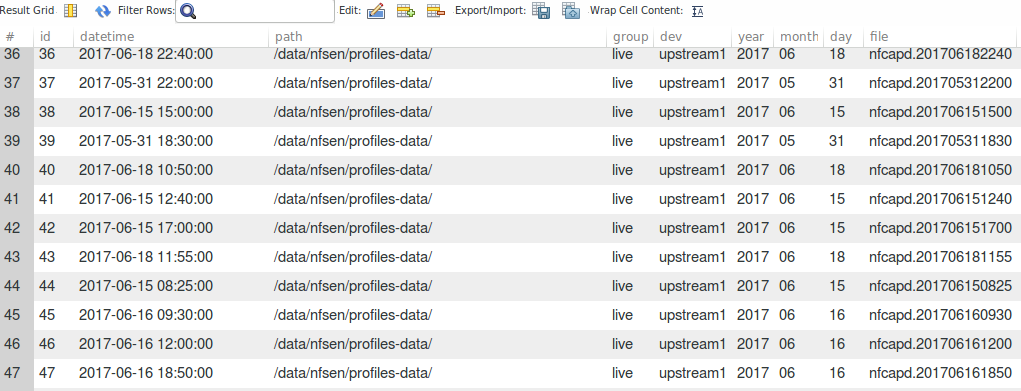 Result Grid Filter Rows: Edit: Export/Import: Wrap Cell Content: IA
# id datetime path group dev year month day file
36 36 2017-06-18 22:40:00 /data/nfsen/profiles-data/ live upstream1 2017 06 18 nfcapd.201706182240
37 37 2017-05-31 22:00:00 /data/nfsen/profiles-data/ live upstream1 2017 05 31 nfcapd.201705312200
38 38 2017-06-15 15:00:00 /data/nfsen/profiles-data/ live upstream1 2017 06 15 nfcapd.201706151500
39 39 2017-05-31 18:30:00 /data/nfsen/profiles-data/ live upstream1 2017 05 31 nfcapd.201705311830
40 40 2017-06-18 10:50:00 /data/nfsen/profiles-data/ live upstream1 2017 06 18 nfcapd.201706181050
41 41 2017-06-15 12:40:00 /data/nfsen/profiles-data/ live upstream1 2017 06 15 nfcapd.201706151240
42 42 2017-06-15 17:00:00 /data/nfsen/profiles-data/ live upstream1 2017 06 15 nfcapd.201706151700
43 43 2017-06-18 11:55:00 /data/nfsen/profiles-data/ live upstream1 2017 06 18 nfcapd.201706181155
44 44 2017-06-15 08:25:00 /data/nfsen/profiles-data/ live upstream1 2017 06 15 nfcapd.201706150825
45 45 2017-06-16 09:30:00 /data/nfsen/profiles-data/ live upstream1 2017 06 16 nfcapd.201706160930
46 46 2017-06-16 12:00:00 /data/nfsen/profiles-data/ live upstream1 2017 06 16 nfcapd.201706161200
47 47 2017-06-16 18:50:00 /data/nfsen/profiles-data/ live upstream1 2017 06 16 nfcapd.201706161850